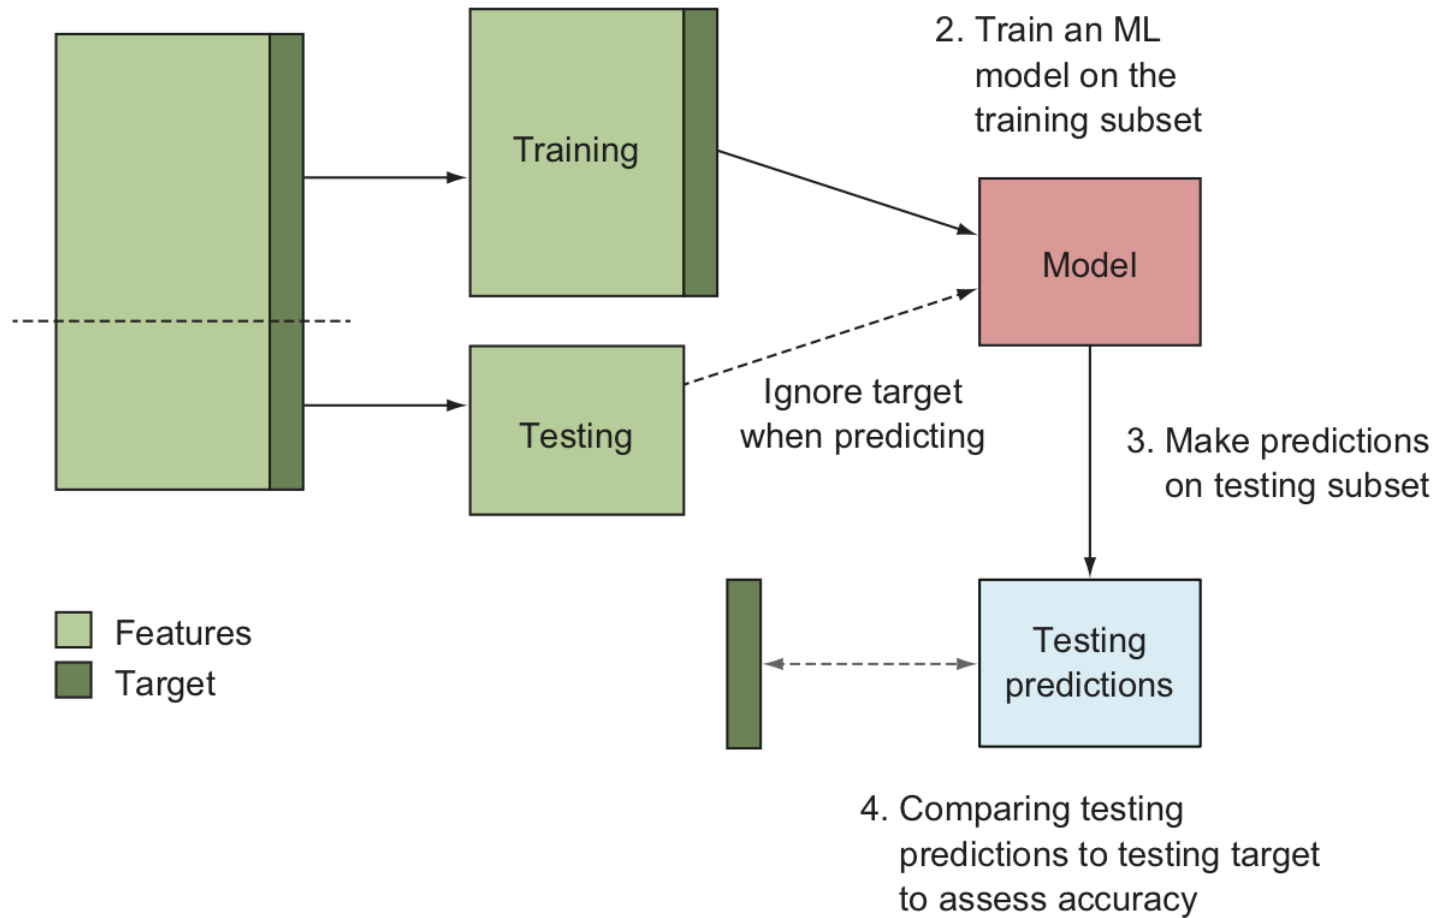 2. Train an ML
model on the
training subset
Training
Model
Testing
Ignore target
when predicting
3. Make predictions
on testing subset
Features
Target
Testing
predictions
4. Comparing testing
predictions to testing target
to assess accuracy